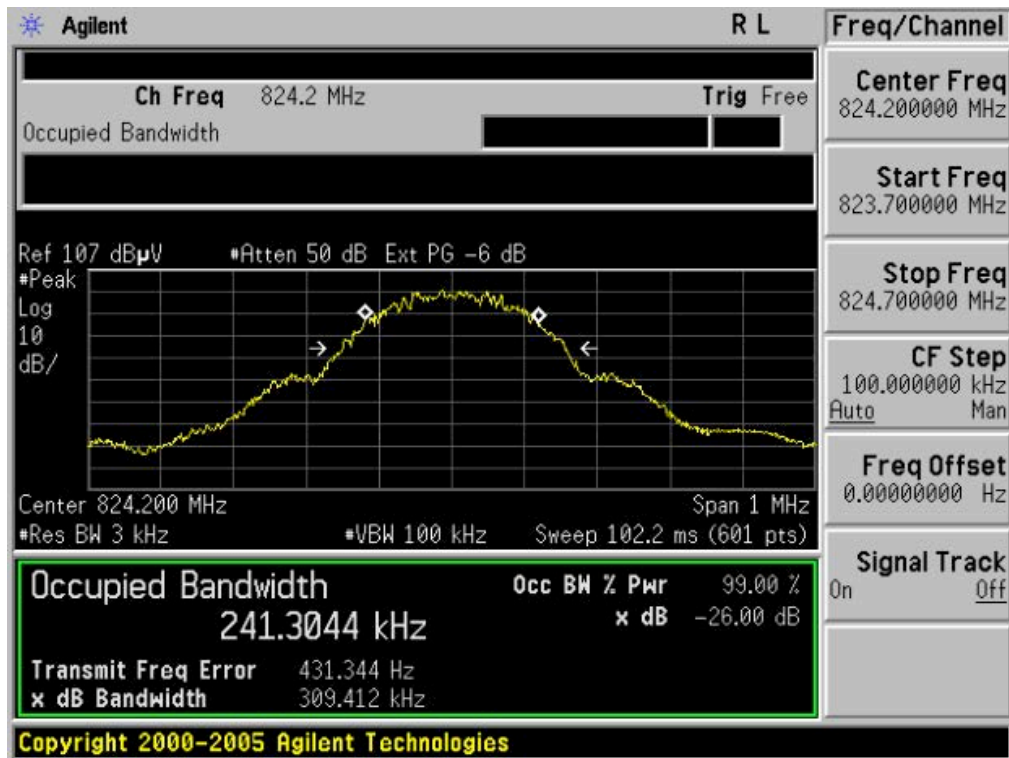 Agilent R L Freq/Channel
Ch Freq 824.2 MHz Trig Free
Occupied Bandwidth
Center Freq
824.200000 MHz
Start Freq
823.700000 MHz
Stop Freq
824.700000 MHz
CF Step
100.000000 kHz
Auto Man
Freq Offset
0.00000000 Hz
Signal Track
On Off
Ref 107 dBµV #Atten 50 dB Ext PG -6 dB
#Peak
Log
10
dB/
Center 824.200 MHz Span 1 MHz
#Res BW 3 kHz #VBW 100 kHz Sweep 102.2 ms (601 pts)
Occupied Bandwidth Occ BW % Pwr 99.00 %
241.3044 kHz x dB -26.00 dB
Transmit Freq Error 431.344 Hz
x dB Bandwidth 309.412 kHz
Copyright 2000-2005 Agilent Technologies